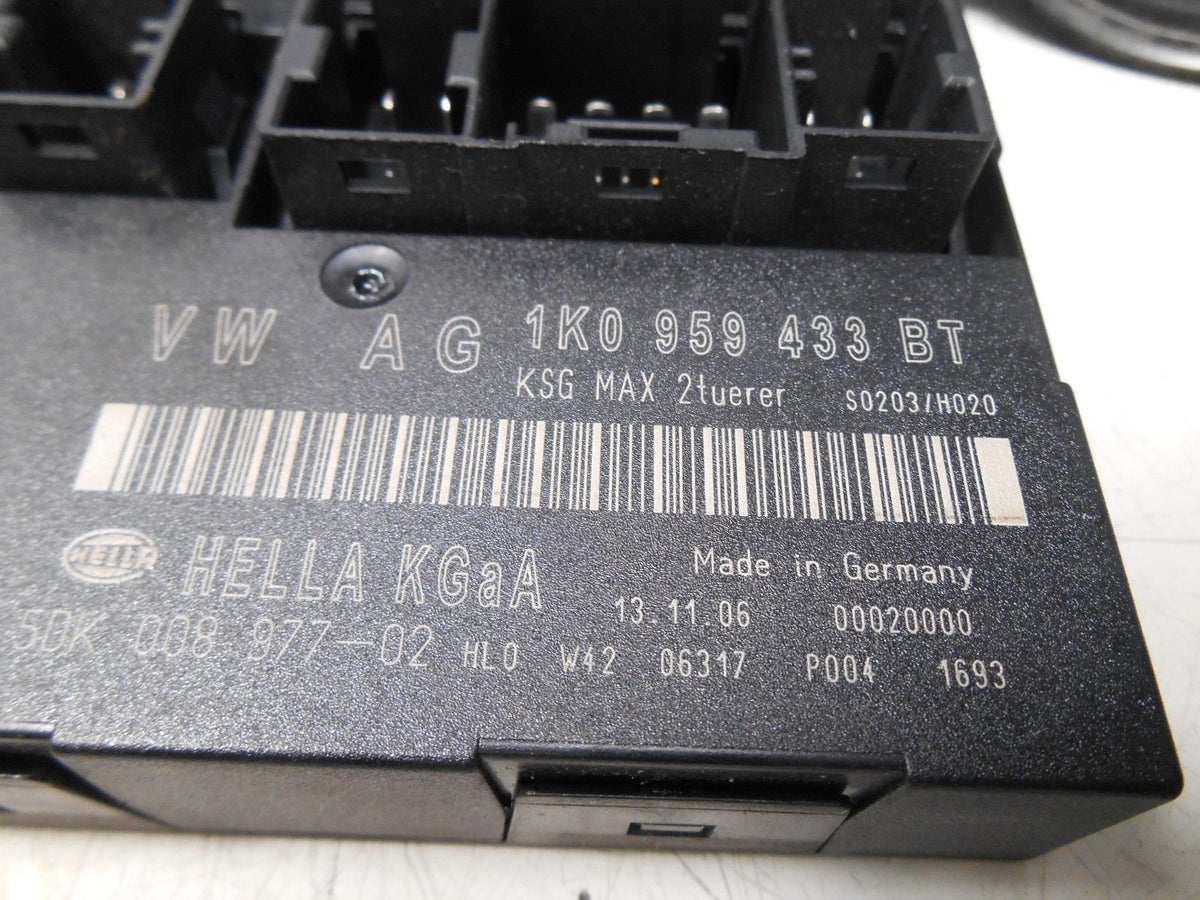 VW AG 1K0 959 433 BT
KSG MAX 2tuerer S0203/H020
HELLA HELLA KGaA Made in Germany
13.11.06 00020000
5DK 008 977-02 HLO W42 06317 P004 1693